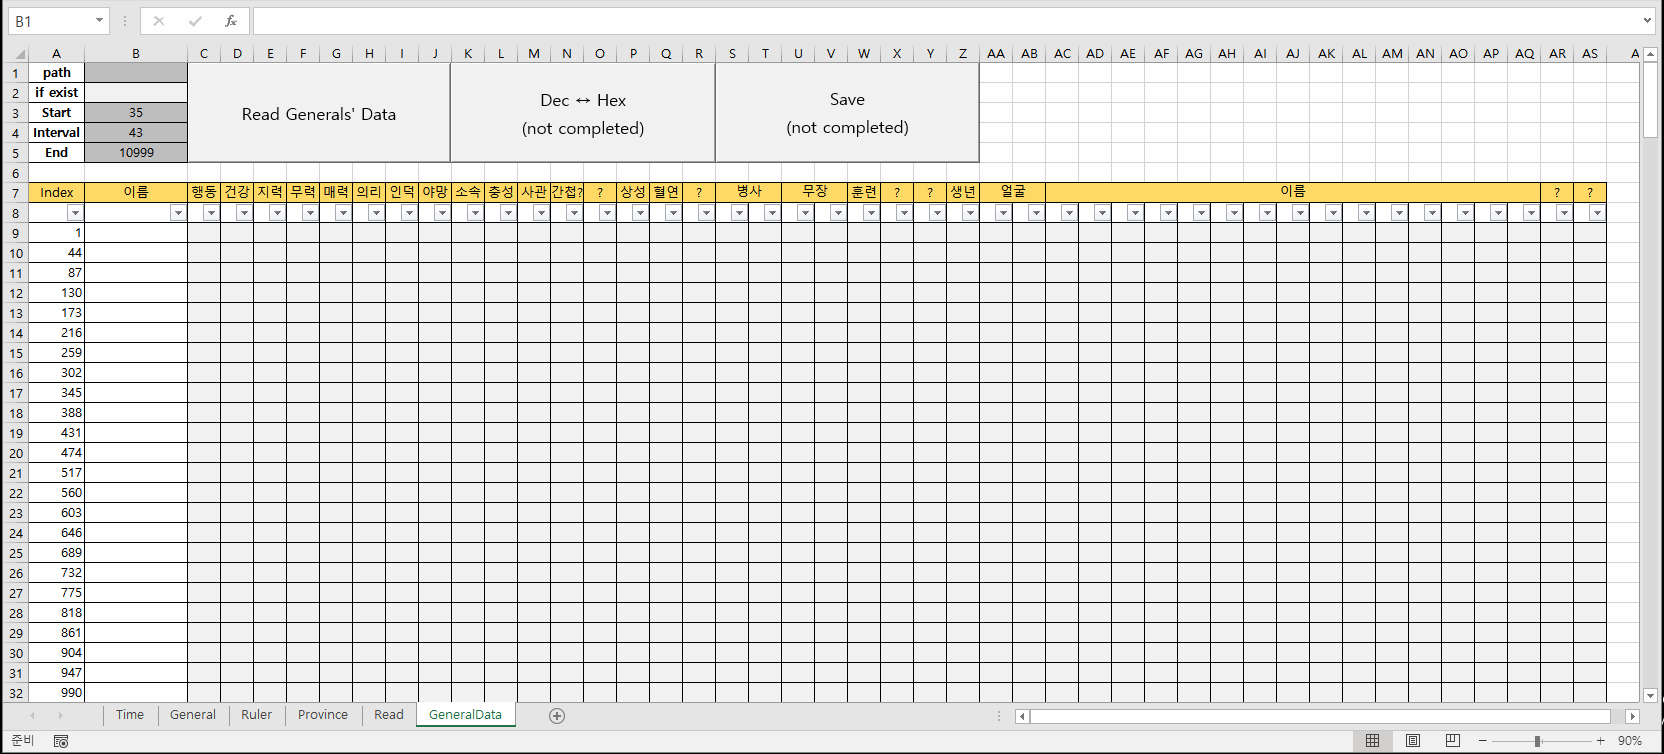 B1
fx
A B C D E F G H I J K L M N O P Q R S T U V W X Y Z AA AB AC AD AE AF AG AH AI AJ AK AL AM AN AO AP AQ AR AS A
1 path
2 if exist
3 Start 35
4 Interval 43
5 End 10999
Read Generals' Data
Dec ↔ Hex
(not completed)
Save
(not completed)
6
7 Index 이름 행동 건강 지력 무력 매력 의리 인덕 야망 소속 충성 사관 간첩? ? 상성 혈연 ? 병사 무장 훈련 ? ? 생년 얼굴 이름 ? ?
8
9 1
10 44
11 87
12 130
13 173
14 216
15 259
16 302
17 345
18 388
19 431
20 474
21 517
22 560
23 603
24 646
25 689
26 732
27 775
28 818
29 861
30 904
31 947
32 990
Time General Ruler Province Read GeneralData
준비 90%